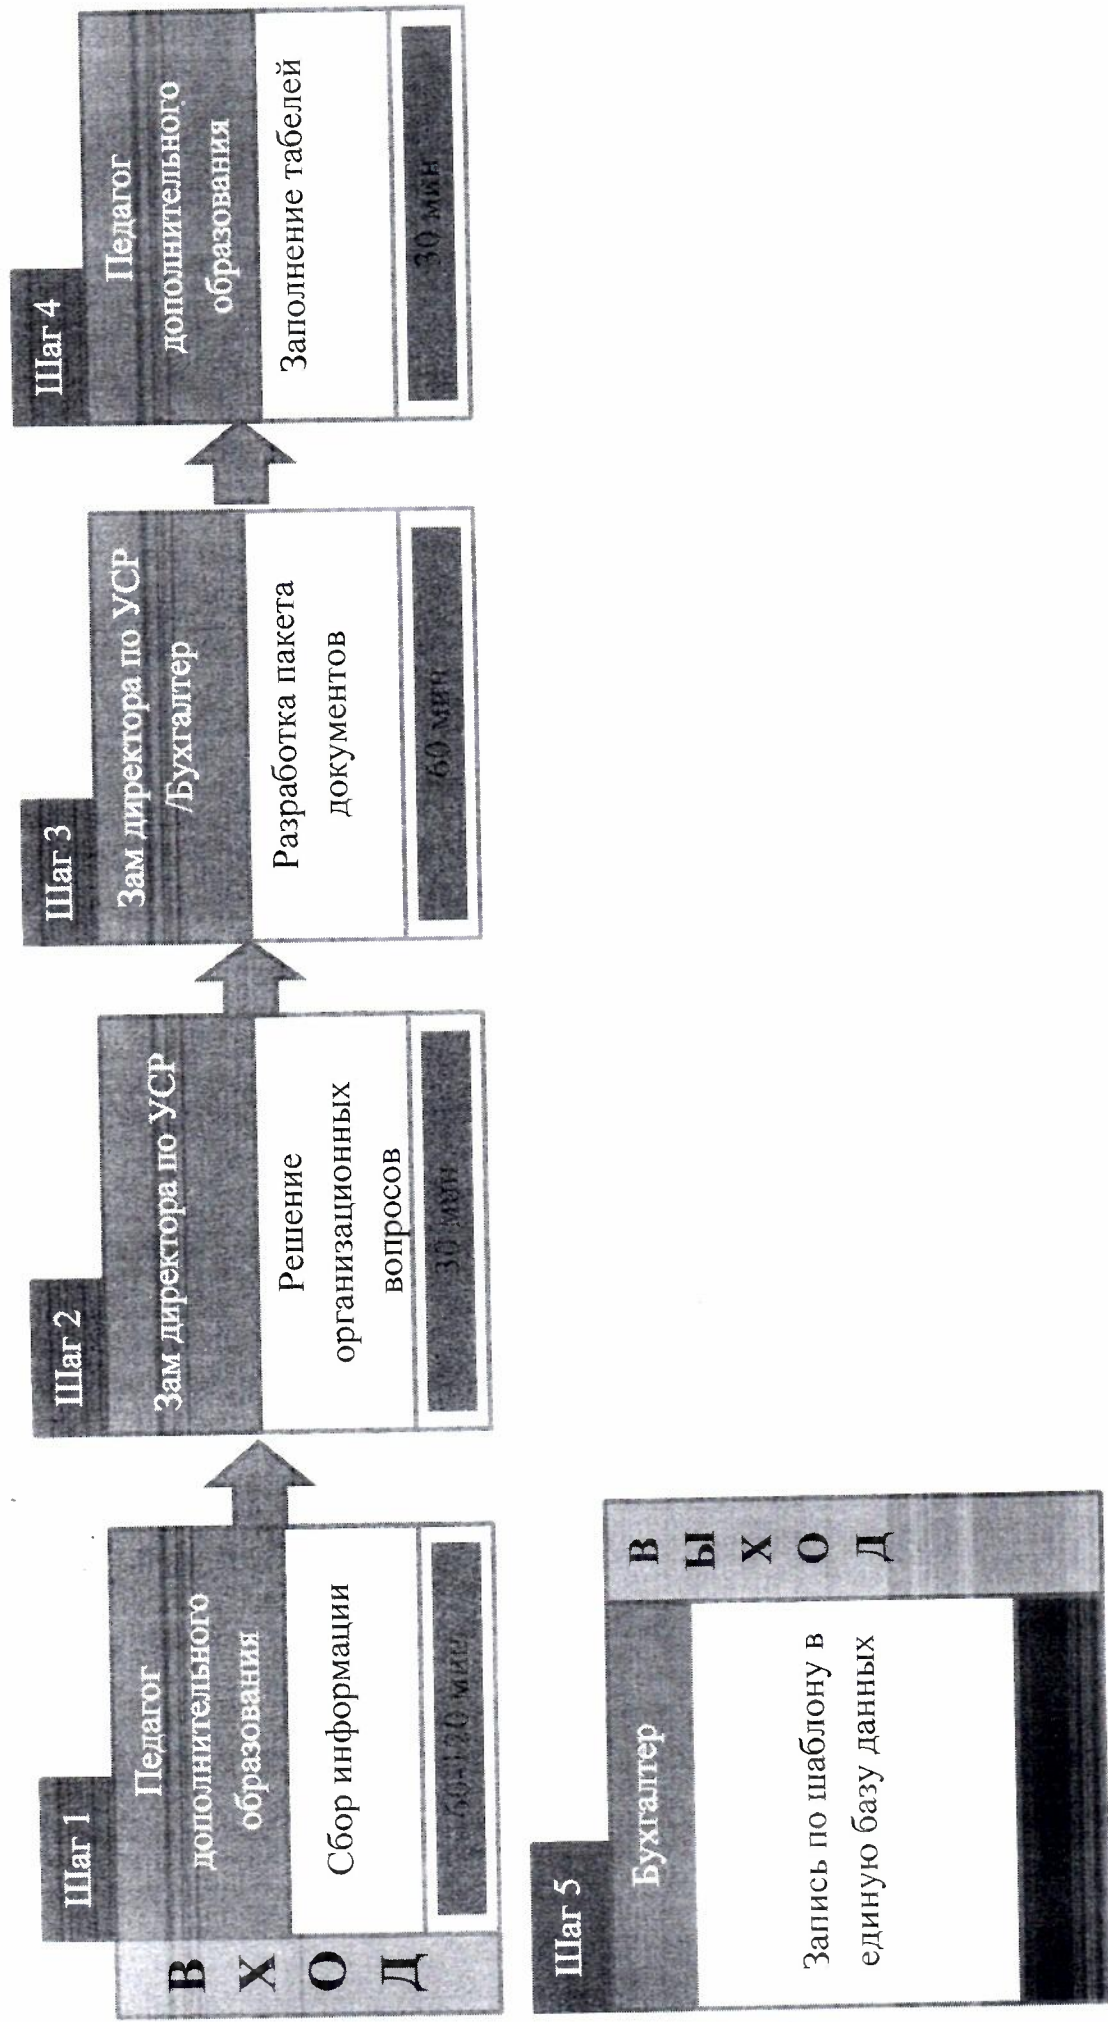 Шаг 1
ВХОД
Педагог
дополнительного
образования
Сбор информации
60-120 мин
Шаг 2
Зам директора по УСР
Решение
организационных
вопросов
30 мин
Шаг 3
Зам директора по УСР
/Бухгалтер
Разработка пакета
документов
60 мин
Шаг 4
Педагог
дополнительного
образования
Заполнение табелей
30 мин
Шаг 5
Бухгалтер
Запись по шаблону в
единую базу данных
ВЫХОД